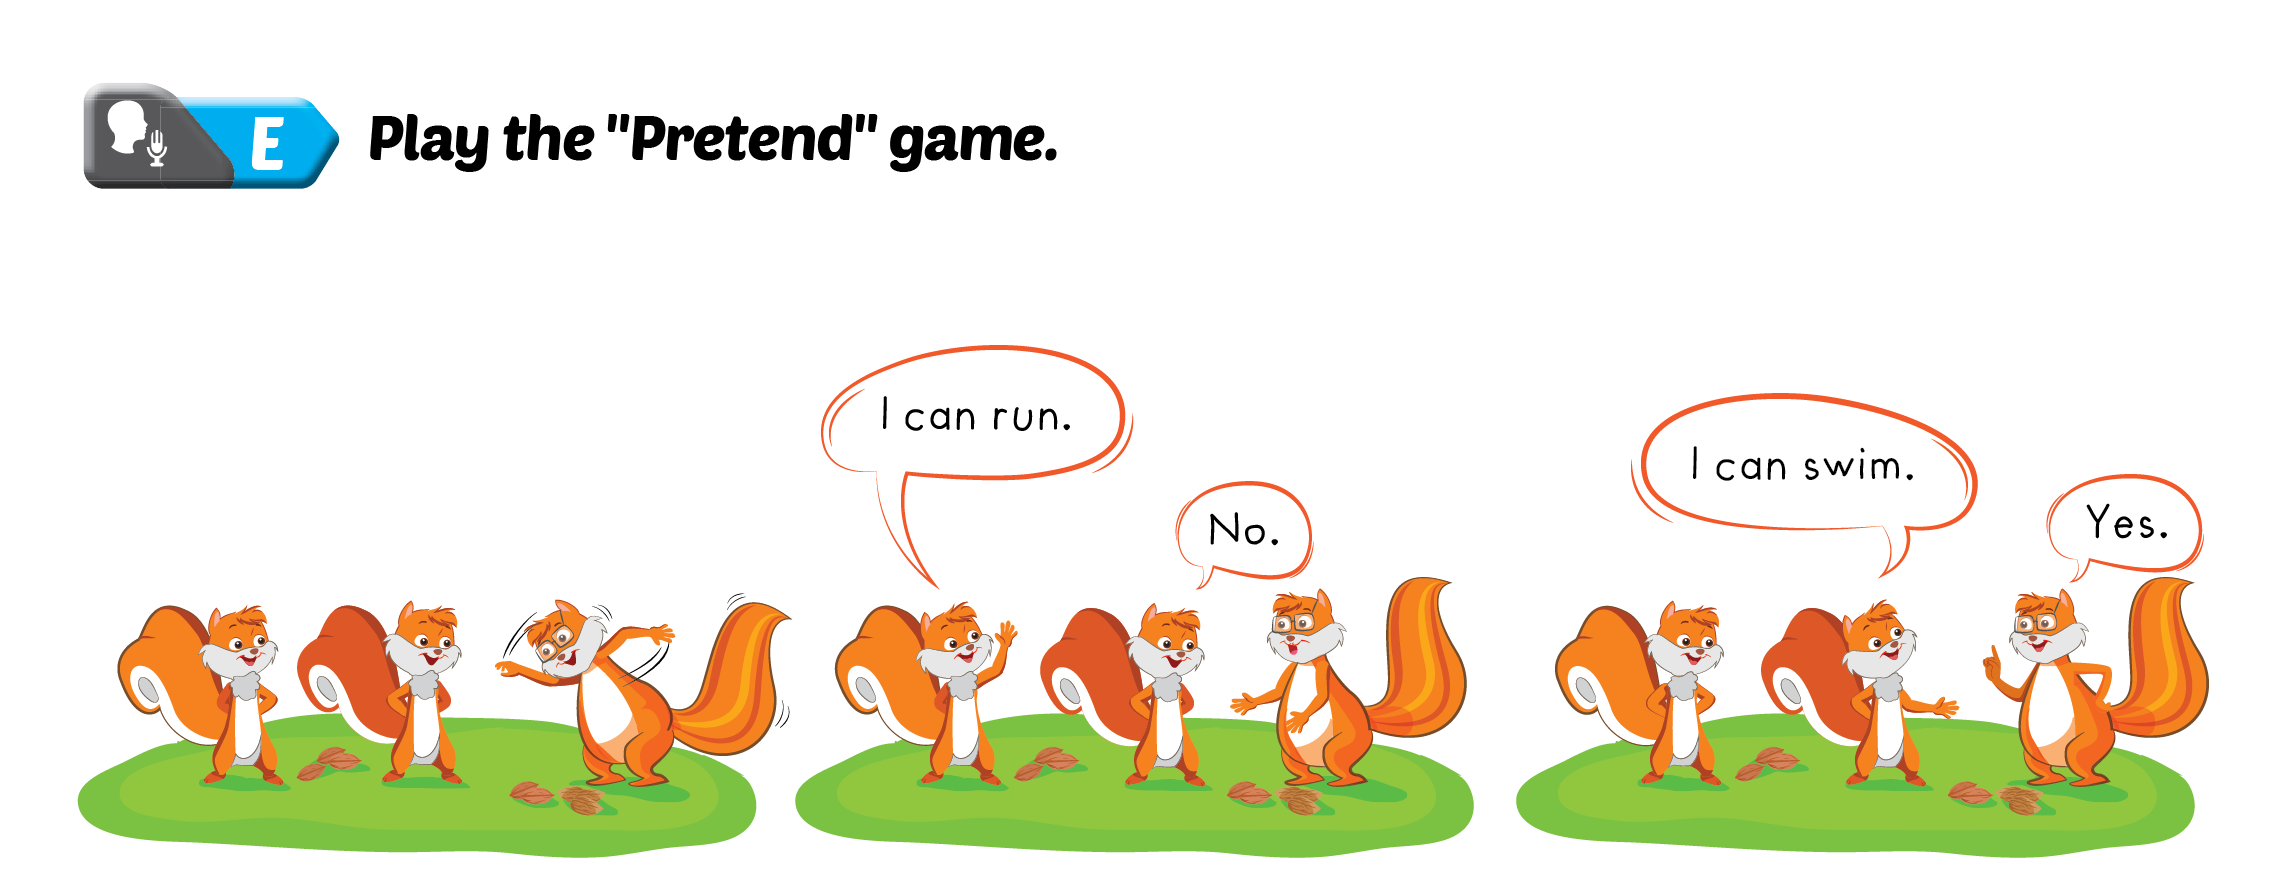 E
Play the "Pretend" game.
I can run.
No.
I can swim.
Yes.